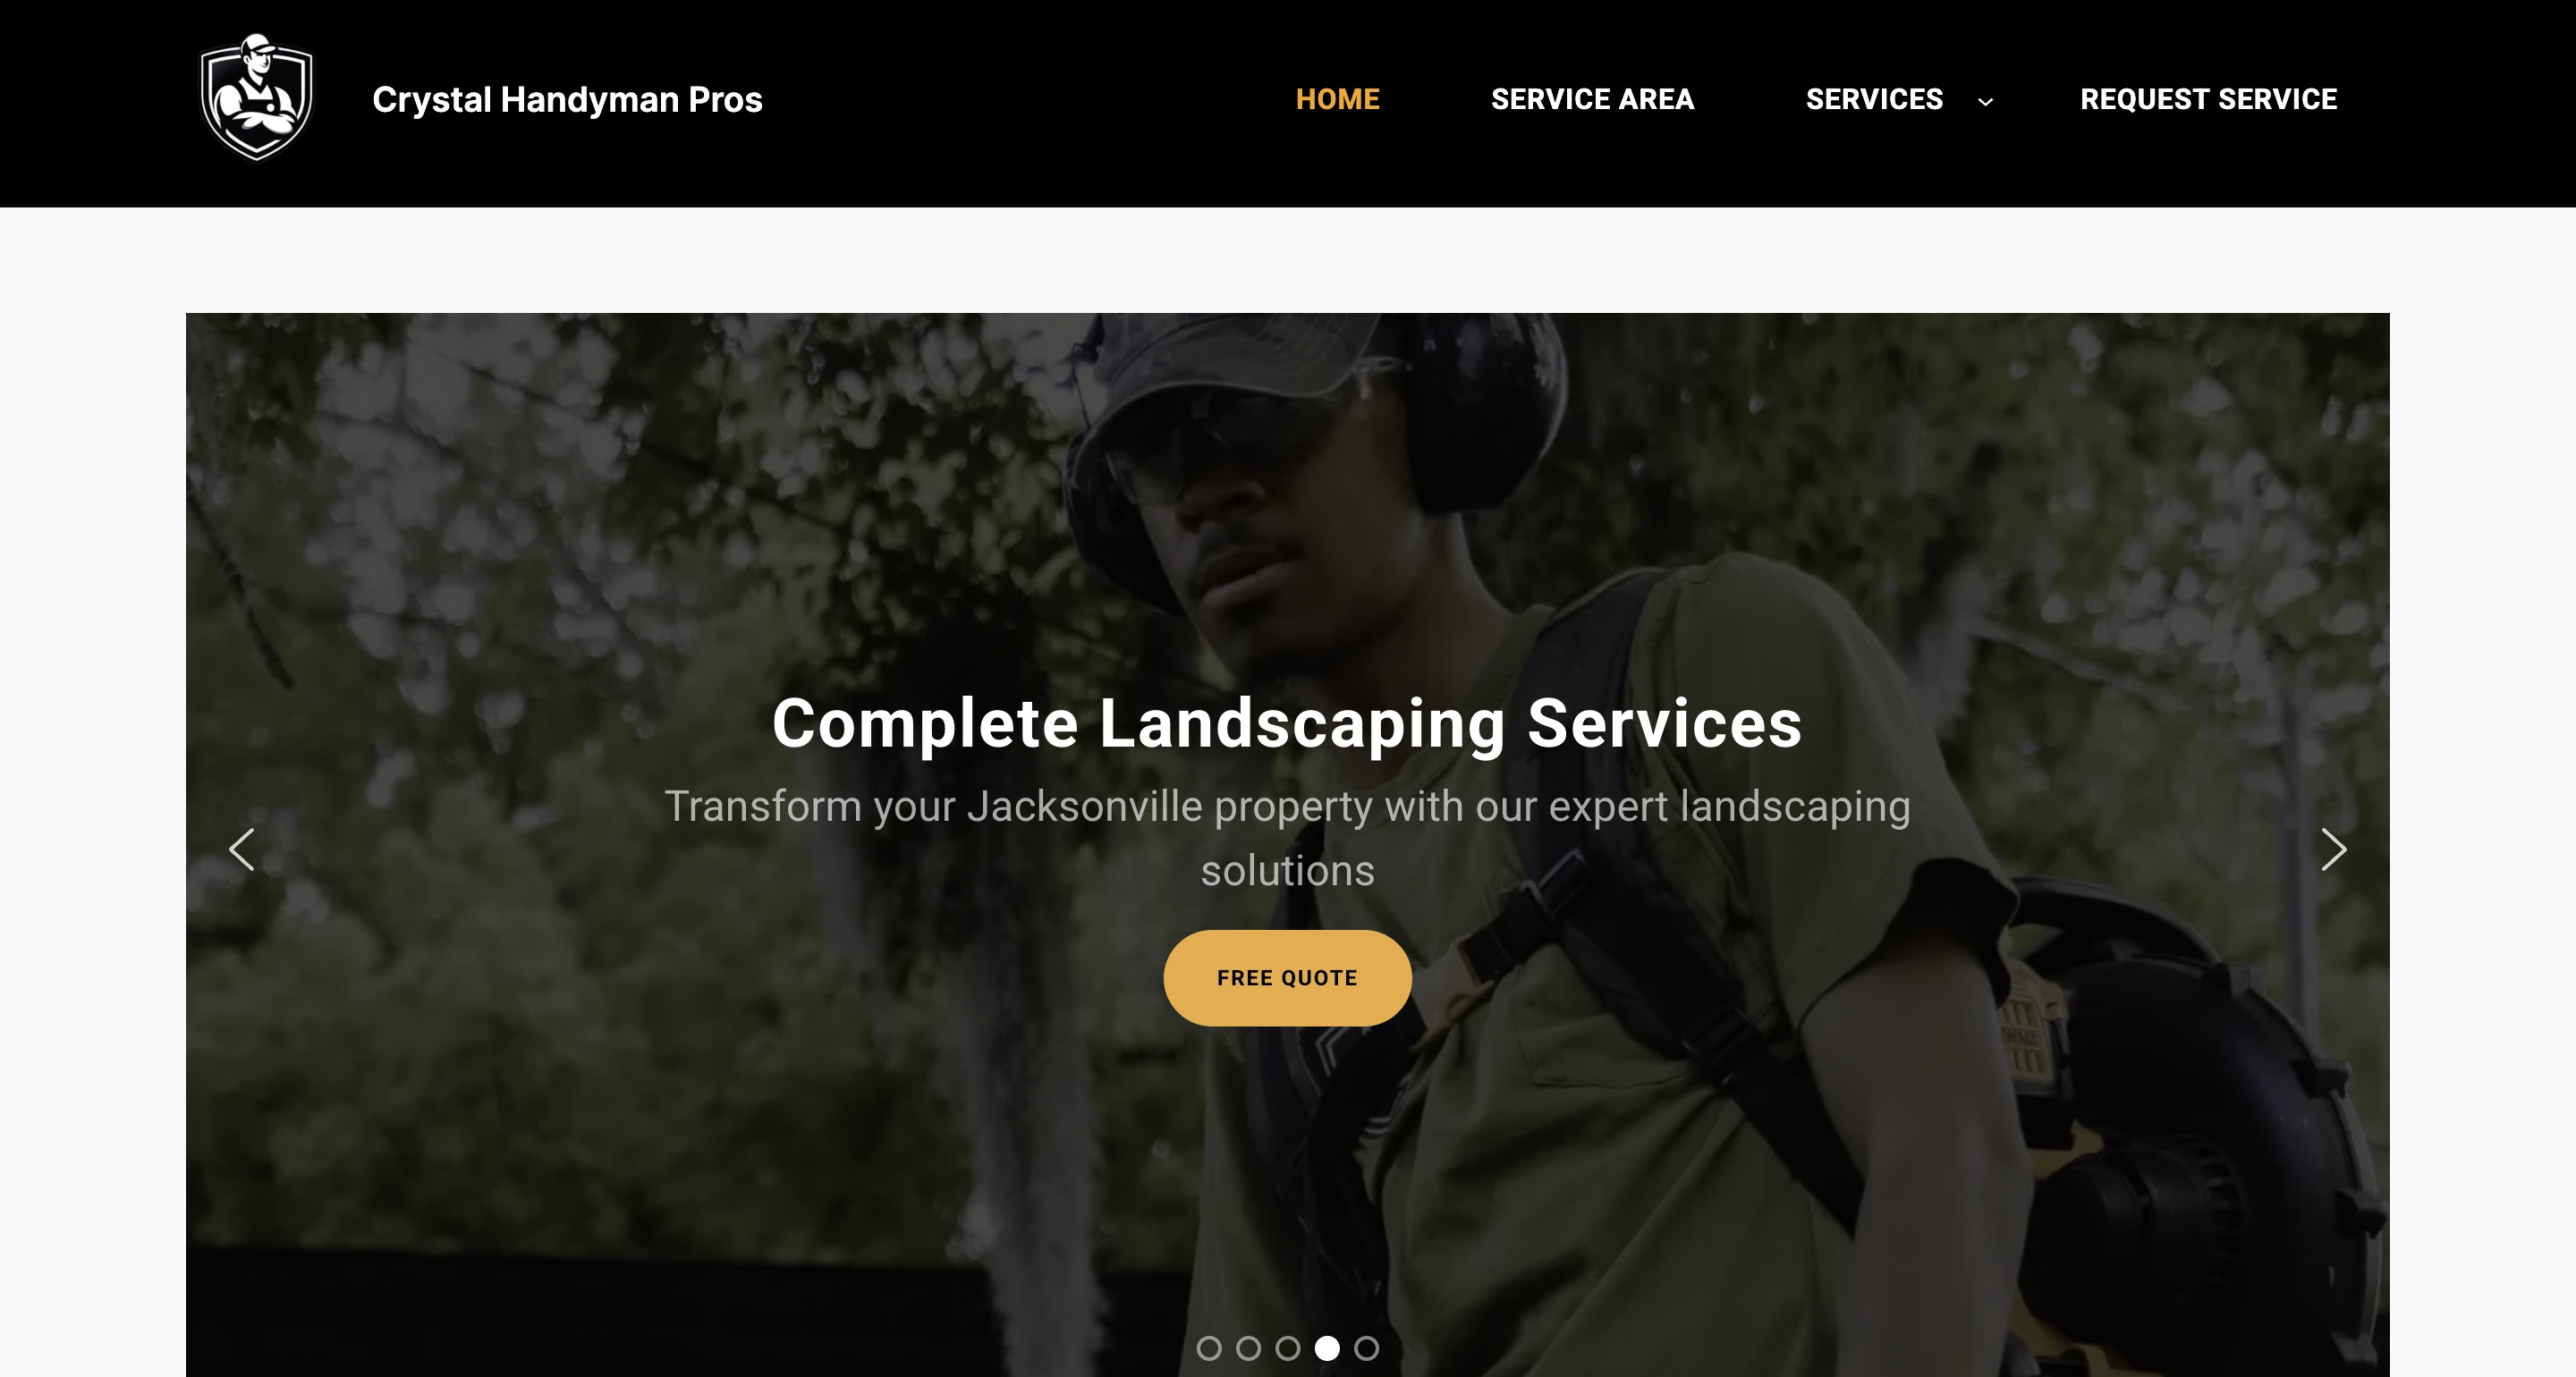 Crystal Handyman Pros
HOME
SERVICE AREA
SERVICES
REQUEST SERVICE
Complete Landscaping Services
Transform your Jacksonville property with our expert landscaping
solutions
FREE QUOTE